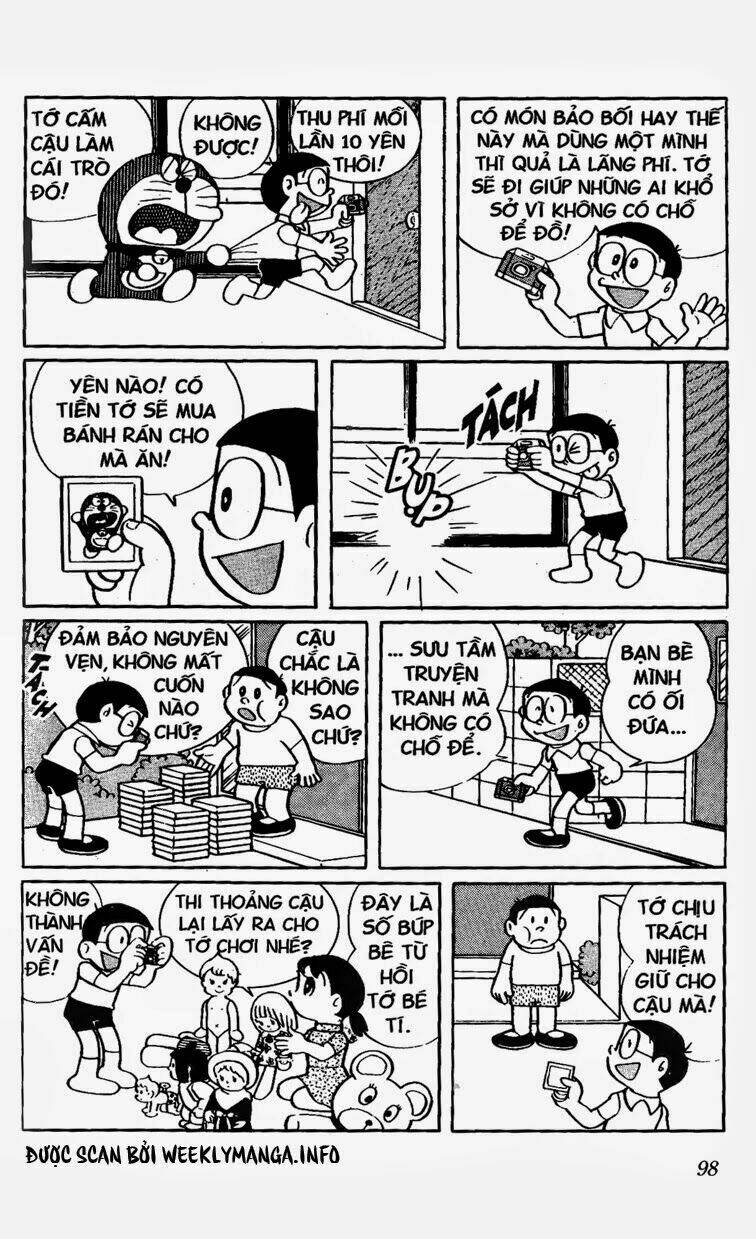 CÓ MÓN BẢO BỐI HAY THẾ
NÀY MÀ DÙNG MỘT MÌNH
THÌ QUẢ LÀ LÃNG PHÍ. TỚ
SẼ ĐI GIÚP NHỮNG AI KHỔ
SỞ VÌ KHÔNG CÓ CHỖ
ĐỂ ĐỒ!
THU PHÍ MỖI
LẦN 10 YÊN
THÔI!
KHÔNG
ĐƯỢC!
TỚ CẤM
CẬU LÀM
CÁI TRÒ
ĐÓ!
TÁCH
BỤP
YÊN NÀO! CÓ
TIỀN TỚ SẼ MUA
BÁNH RÁN CHO
MÀ ĂN!
BẠN BÈ
MÌNH
CÓ ỐI
ĐỨA...
... SƯU TẦM
TRUYỆN
TRANH MÀ
KHÔNG CÓ
CHỖ ĐỂ.
CẬU
CHẮC LÀ
KHÔNG
SAO
CHỨ?
ĐẢM BẢO NGUYÊN
VẸN, KHÔNG MẤT
CUỐN
NÀO
CHỨ?
TÁCH
TỚ CHỊU
TRÁCH
NHIỆM
GIỮ CHO
CẬU MÀ!
ĐÂY LÀ
SỐ BÚP
BÊ TỪ
HỒI
TỚ BÉ
TÍ.
THI THOẢNG CẬU
LẠI LẤY RA CHO
TỚ CHƠI NHÉ?
KHÔNG
THÀNH
VẤN
ĐỀ!
ĐƯỢC SCAN BỞI WEEKLYMANGA.INFO
98